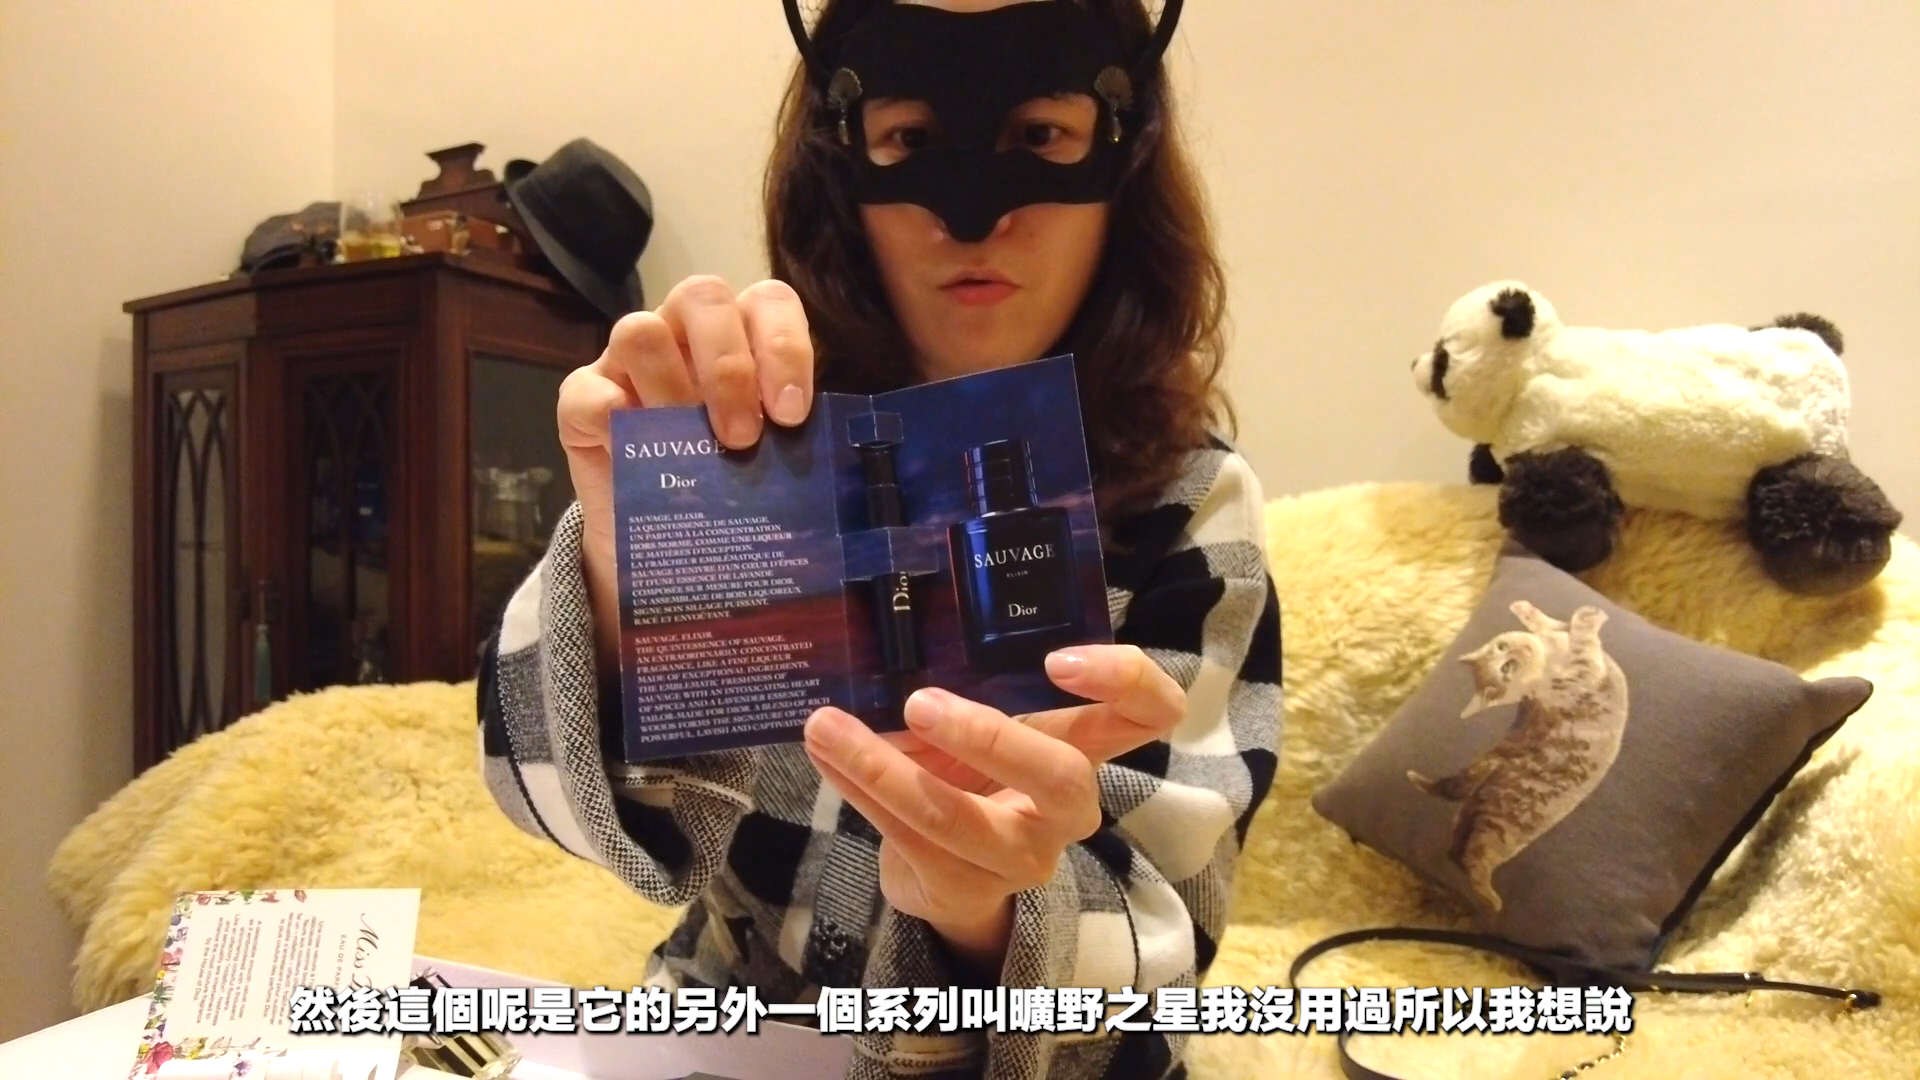 SAUVAGE
Dior
SAUVAGE. ELIXIR.
LA QUINTESSENCE DE SAUVAGE.
UN PARFUM À LA CONCENTRATION
HORS NORME, COMME UNE LIQUEUR
DE MATIÈRES D'EXCEPTION.
LA FRAÎCHEUR EMBLÉMATIQUE DE
SAUVAGE S'ENIVRE D'UN CŒUR D'ÉPICES
ET D'UNE ESSENCE DE LAVANDE
COMPOSÉE SUR MESURE POUR DIOR.
UN ASSEMBLAGE DE BOIS LIQUOREUX
SIGNE SON SILLAGE PUISSANT,
RACÉ ET ENVOÛTANT.
SAUVAGE. ELIXIR.
THE QUINTESSENCE OF SAUVAGE.
AN EXTRAORDINARILY CONCENTRATED
FRAGRANCE, LIKE A FINE LIQUEUR
MADE OF EXCEPTIONAL INGREDIENTS.
THE EMBLEMATIC FRESHNESS OF
SAUVAGE WITH AN INTOXICATING HEART
OF SPICES AND A LAVENDER ESSENCE
TAILOR-MADE FOR DIOR. A BLEND OF RICH
WOODS FORMS THE SIGNATURE OF ITS
POWERFUL, LAVISH AND CAPTIVATING
Dior
SAUVAGE
ELIXIR
Dior
Miss
EAU DE
然後這個呢是它的另外一個系列叫曠野之星我沒用過所以我想說